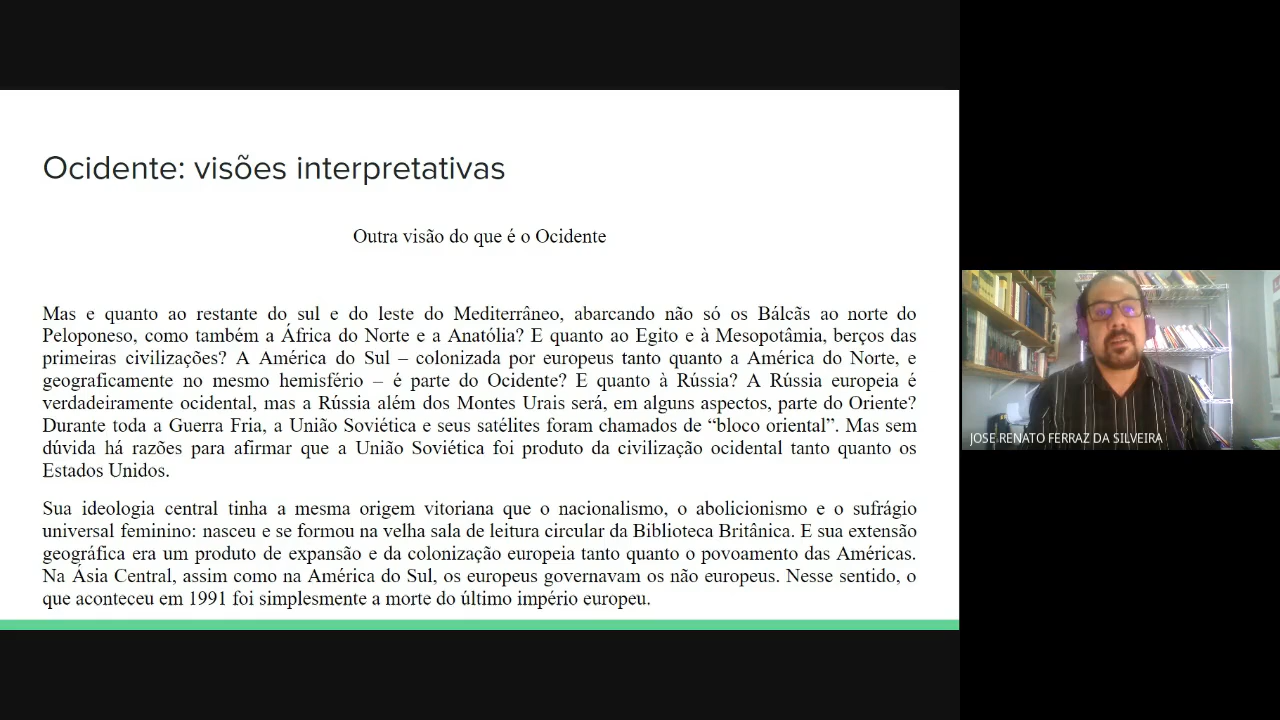 Ocidente: visões interpretativas
Outra visão do que é o Ocidente
Mas e quanto ao restante do sul e do leste do Mediterrâneo, abarcando não só os Bálcãs ao norte do
Peloponeso, como também a África do Norte e a Anatólia? E quanto ao Egito e à Mesopotâmia, berços das
primeiras civilizações? A América do Sul – colonizada por europeus tanto quanto a América do Norte, e
geograficamente no mesmo hemisfério – é parte do Ocidente? E quanto à Rússia? A Rússia europeia é
verdadeiramente ocidental, mas a Rússia além dos Montes Urais será, em alguns aspectos, parte do Oriente?
Durante toda a Guerra Fria, a União Soviética e seus satélites foram chamados de “bloco oriental”. Mas sem
dúvida há razões para afirmar que a União Soviética foi produto da civilização ocidental tanto quanto os
Estados Unidos.
Sua ideologia central tinha a mesma origem vitoriana que o nacionalismo, o abolicionismo e o sufrágio
universal feminino: nasceu e se formou na velha sala de leitura circular da Biblioteca Britânica. E sua extensão
geográfica era um produto de expansão e da colonização europeia tanto quanto o povoamento das Américas.
Na Ásia Central, assim como na América do Sul, os europeus governavam os não europeus. Nesse sentido, o
que aconteceu em 1991 foi simplesmente a morte do último império europeu.
JOSE RENATO FERRAZ DA SILVEIRA